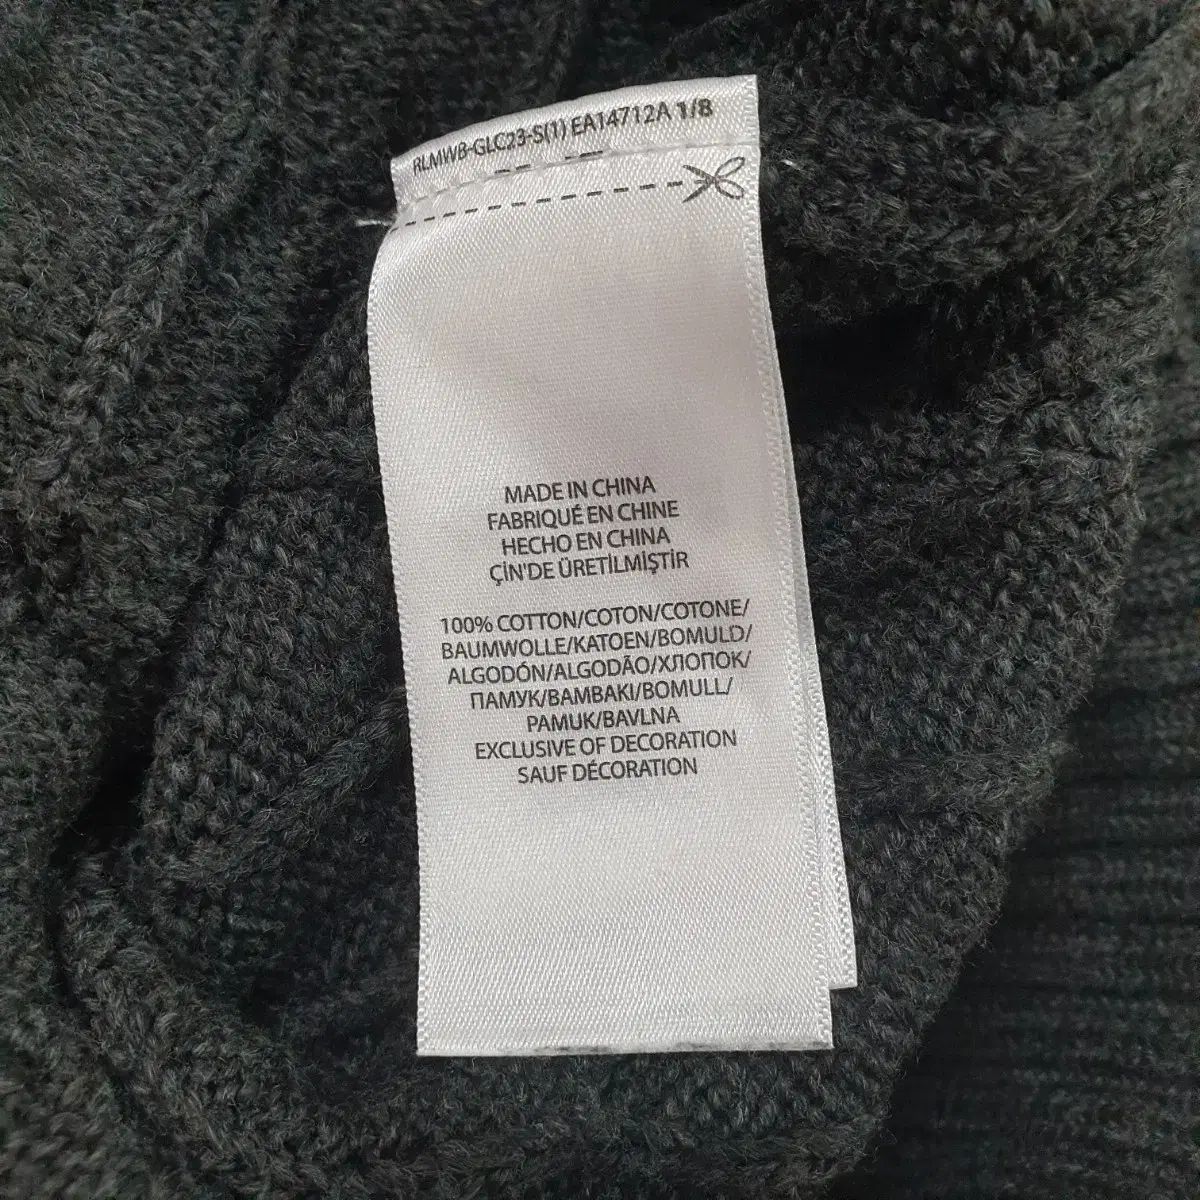 RLMWB-GLC23-S(1) EA14712A 1/8
MADE IN CHINA
FABRIQUÉ EN CHINE
HECHO EN CHINA
ÇİN'DE ÜRETİLMİŞTİR
100% COTTON/COTON/COTONE/
BAUMWOLLE/KATOEN/BOMULD/
ALGODÓN/ALGODÃO/ХЛОПОК/
ПАМУК/BAMBAKI/BOMULL/
PAMUK/BAVLNA
EXCLUSIVE OF DECORATION
SAUF DÉCORATION